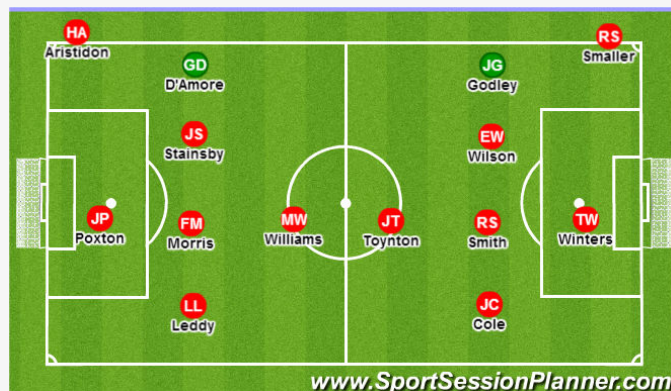 HA
Aristidon
RS
Smaller
GD
D'Amore
JG
Godley
JS
Stainsby
EW
Wilson
JP
Poxton
FM
Morris
MW
Williams
JT
Toynton
RS
Smith
TW
Winters
LL
Leddy
JC
Cole
www.SportSessionPlanner.com